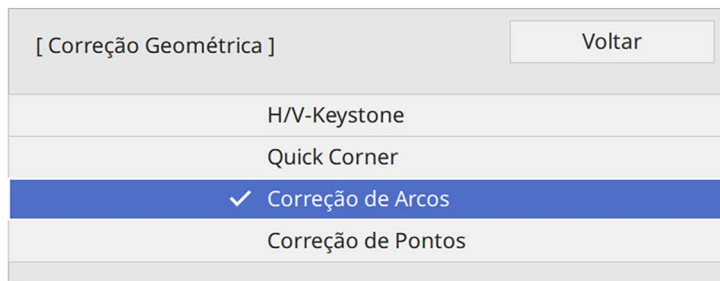 [ Correção Geométrica ]
Voltar
H/V-Keystone
Quick Corner
Correção de Arcos
Correção de Pontos